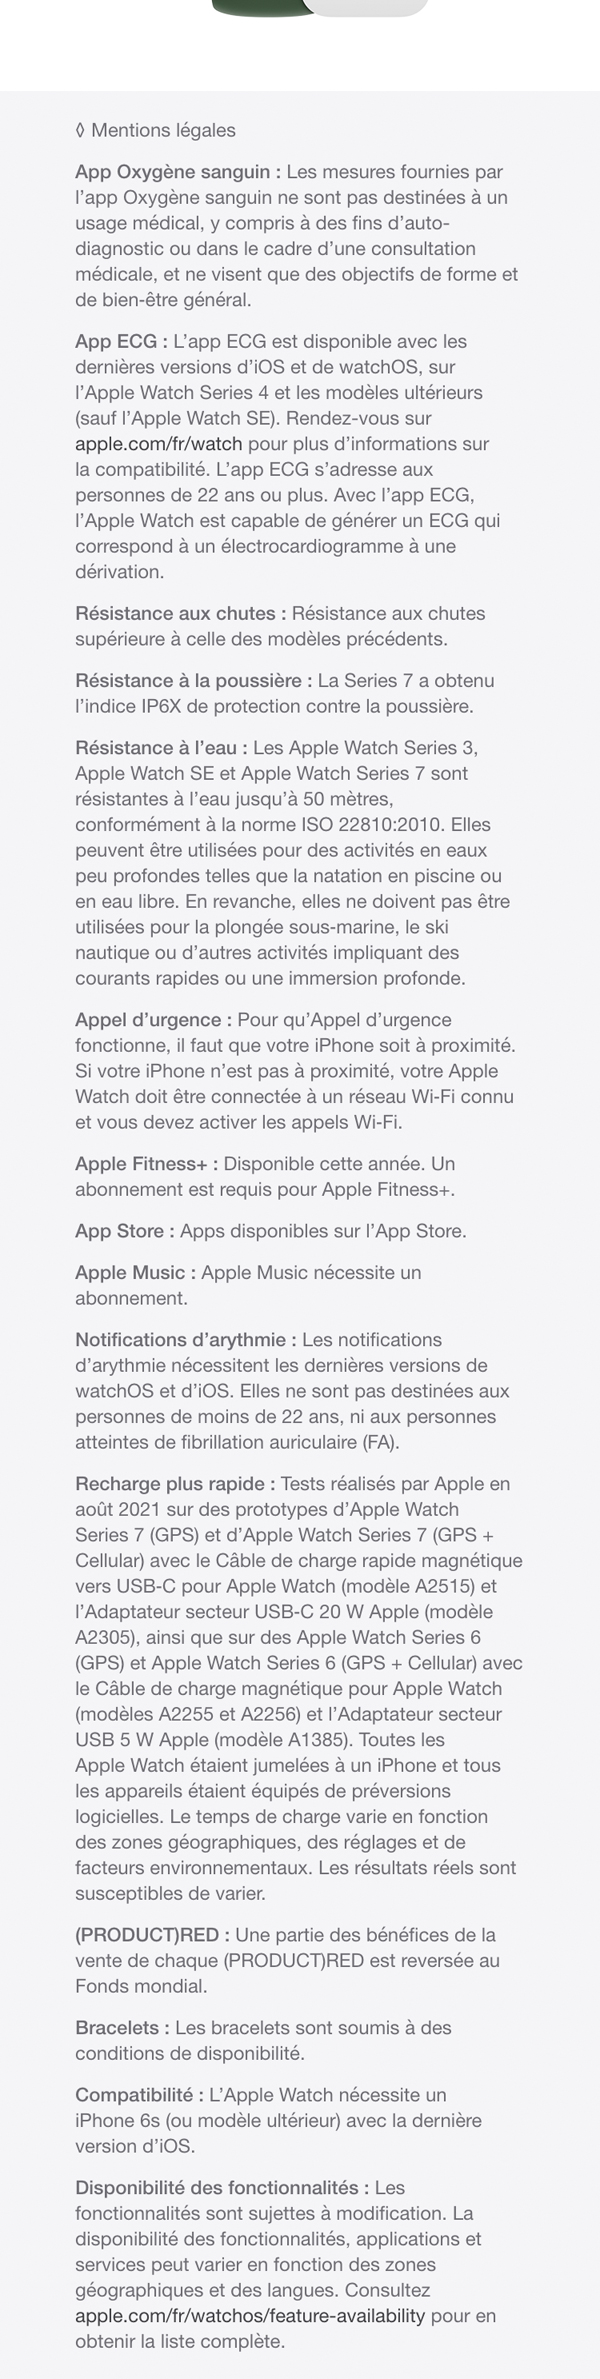 ◊ Mentions légales
App Oxygène sanguin : Les mesures fournies par
l’app Oxygène sanguin ne sont pas destinées à un
usage médical, y compris à des fins d’auto-
diagnostic ou dans le cadre d’une consultation
médicale, et ne visent que des objectifs de forme et
de bien-être général.
App ECG : L’app ECG est disponible avec les
dernières versions d’iOS et de watchOS, sur
l’Apple Watch Series 4 et les modèles ultérieurs
(sauf l’Apple Watch SE). Rendez-vous sur
apple.com/fr/watch pour plus d’informations sur
la compatibilité. L’app ECG s’adresse aux
personnes de 22 ans ou plus. Avec l’app ECG,
l’Apple Watch est capable de générer un ECG qui
correspond à un électrocardiogramme à une
dérivation.
Résistance aux chutes : Résistance aux chutes
supérieure à celle des modèles précédents.
Résistance à la poussière : La Series 7 a obtenu
l’indice IP6X de protection contre la poussière.
Résistance à l’eau : Les Apple Watch Series 3,
Apple Watch SE et Apple Watch Series 7 sont
résistantes à l’eau jusqu’à 50 mètres,
conformément à la norme ISO 22810:2010. Elles
peuvent être utilisées pour des activités en eaux
peu profondes telles que la natation en piscine ou
en eau libre. En revanche, elles ne doivent pas être
utilisées pour la plongée sous-marine, le ski
nautique ou d’autres activités impliquant des
courants rapides ou une immersion profonde.
Appel d’urgence : Pour qu’Appel d’urgence
fonctionne, il faut que votre iPhone soit à proximité.
Si votre iPhone n’est pas à proximité, votre Apple
Watch doit être connectée à un réseau Wi-Fi connu
et vous devez activer les appels Wi-Fi.
Apple Fitness+ : Disponible cette année. Un
abonnement est requis pour Apple Fitness+.
App Store : Apps disponibles sur l’App Store.
Apple Music : Apple Music nécessite un
abonnement.
Notifications d’arythmie : Les notifications
d’arythmie nécessitent les dernières versions de
watchOS et d’iOS. Elles ne sont pas destinées aux
personnes de moins de 22 ans, ni aux personnes
atteintes de fibrillation auriculaire (FA).
Recharge plus rapide : Tests réalisés par Apple en
août 2021 sur des prototypes d’Apple Watch
Series 7 (GPS) et d’Apple Watch Series 7 (GPS +
Cellular) avec le Câble de charge rapide magnétique
vers USB-C pour Apple Watch (modèle A2515) et
l’Adaptateur secteur USB-C 20 W Apple (modèle
A2305), ainsi que sur des Apple Watch Series 6
(GPS) et Apple Watch Series 6 (GPS + Cellular) avec
le Câble de charge magnétique pour Apple Watch
(modèles A2255 et A2256) et l’Adaptateur secteur
USB 5 W Apple (modèle A1385). Toutes les
Apple Watch étaient jumelées à un iPhone et tous
les appareils étaient équipés de préversions
logicielles. Le temps de charge varie en fonction
des zones géographiques, des réglages et de
facteurs environnementaux. Les résultats réels sont
susceptibles de varier.
(PRODUCT)RED : Une partie des bénéfices de la
vente de chaque (PRODUCT)RED est reversée au
Fonds mondial.
Bracelets : Les bracelets sont soumis à des
conditions de disponibilité.
Compatibilité : L’Apple Watch nécessite un
iPhone 6s (ou modèle ultérieur) avec la dernière
version d’iOS.
Disponibilité des fonctionnalités : Les
fonctionnalités sont sujettes à modification. La
disponibilité des fonctionnalités, applications et
services peut varier en fonction des zones
géographiques et des langues. Consultez
apple.com/fr/watchos/feature-availability pour en
obtenir la liste complète.